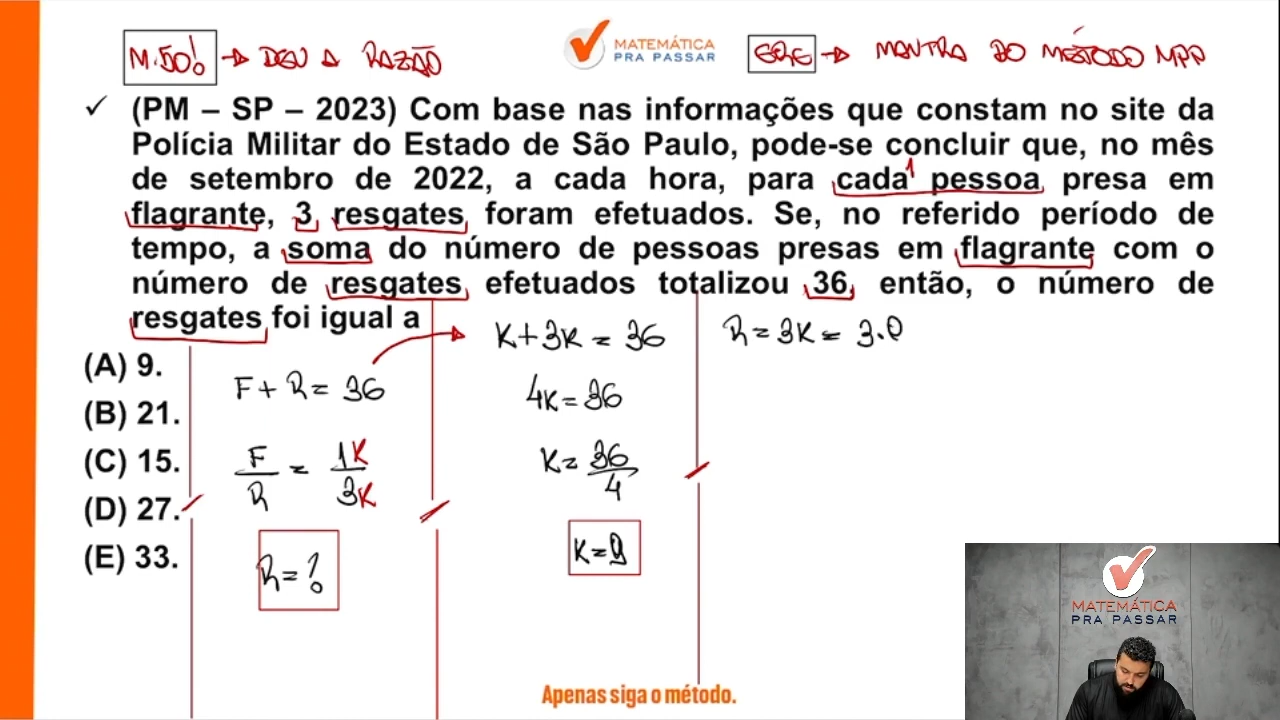 M.50! → DEU A RAZÃO
MATEMÁTICA
PRA PASSAR
→ MANTRA DO MÉTODO MPP
✓ (PM – SP – 2023) Com base nas informações que constam no site da
Polícia Militar do Estado de São Paulo, pode-se concluir que, no mês
de setembro de 2022, a cada hora, para cada 1 pessoa presa em
flagrante, 3 resgates foram efetuados. Se, no referido período de
tempo, a soma do número de pessoas presas em flagrante com o
número de resgates efetuados totalizou 36, então, o número de
resgates foi igual a
(A) 9.
(B) 21.
(C) 15.
(D) 27.
(E) 33.
F + R = 36
F/R = 1K/3K
R = ?
K + 3K = 36
4K = 36
K = 36/4
K = 9
R = 3K = 3.
MATEMÁTICA
PRA PASSAR
Apenas siga o método.